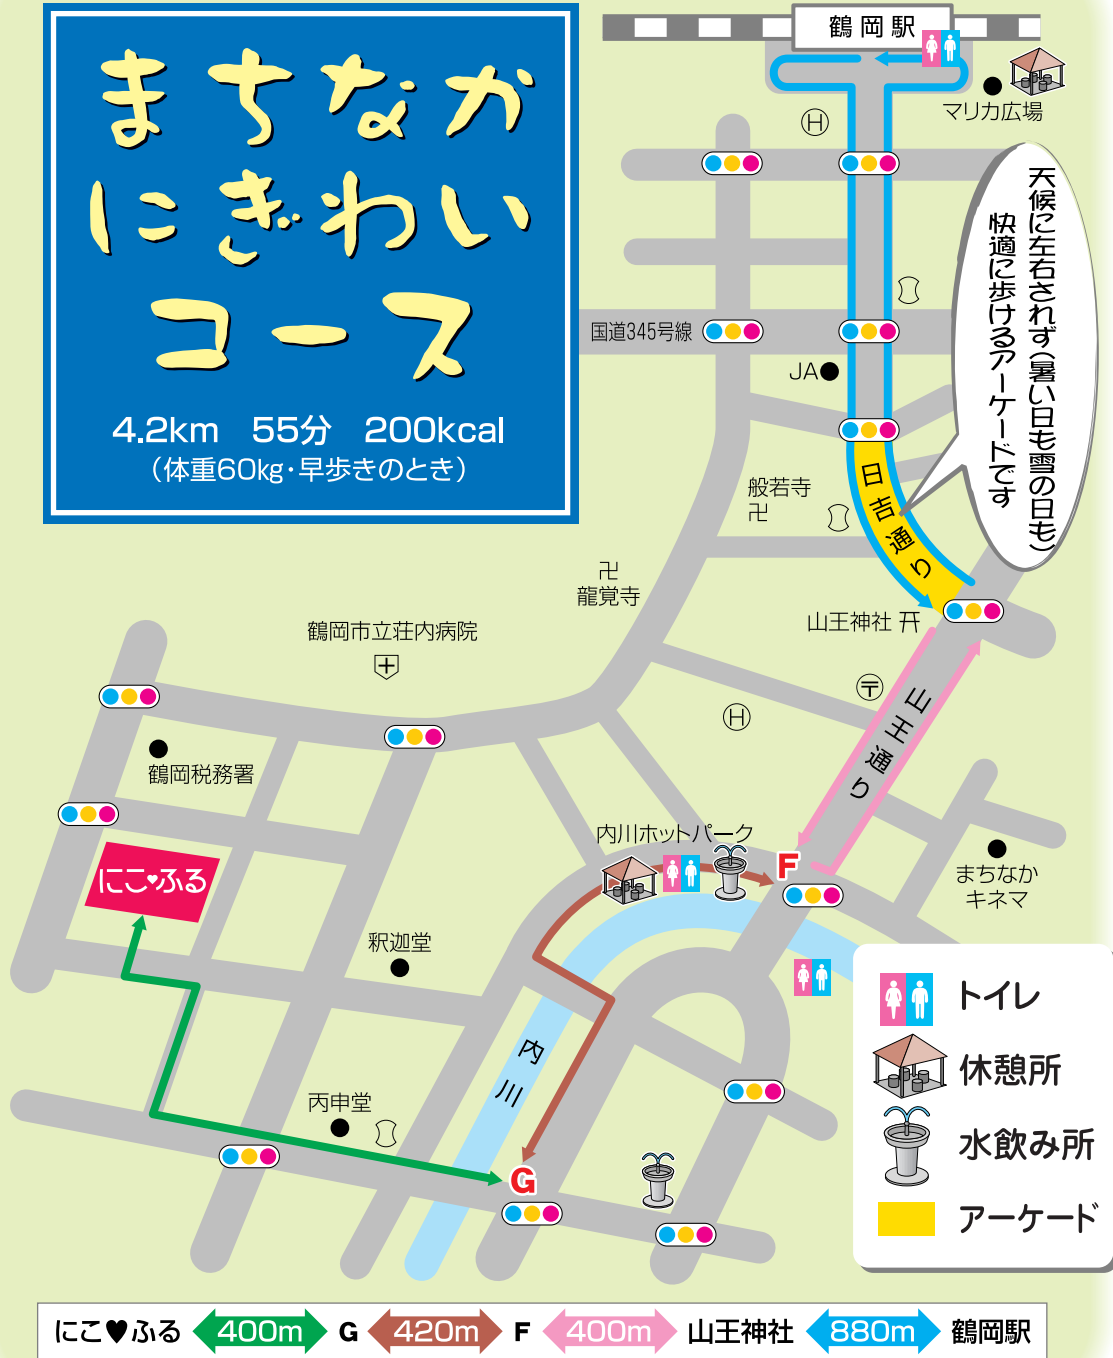 まちなか
にぎわい
コース
4.2km 55分 200kcal
（体重60kg・早歩きのとき）
鶴岡駅
マリカ広場
H
天候に左右されず（暑い日も雪の日も）
快適に歩けるアーケードです
国道345号線
JA
日吉通り
般若寺
卍
卍
龍覚寺
山王神社
鶴岡市立荘内病院
〒
H
山王通り
鶴岡税務署
内川ホットパーク
F
まちなか
キネマ
にこ♥ふる
釈迦堂
内川
丙申堂
G
トイレ
休憩所
水飲み所
アーケード
にこ♥ふる 400m G 420m F 400m 山王神社 880m 鶴岡駅